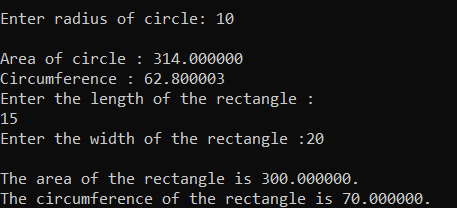 Enter radius of circle: 10
Area of circle : 314.000000
Circumference : 62.800003
Enter the length of the rectangle :
15
Enter the width of the rectangle :20
The area of the rectangle is 300.000000.
The circumference of the rectangle is 70.000000.